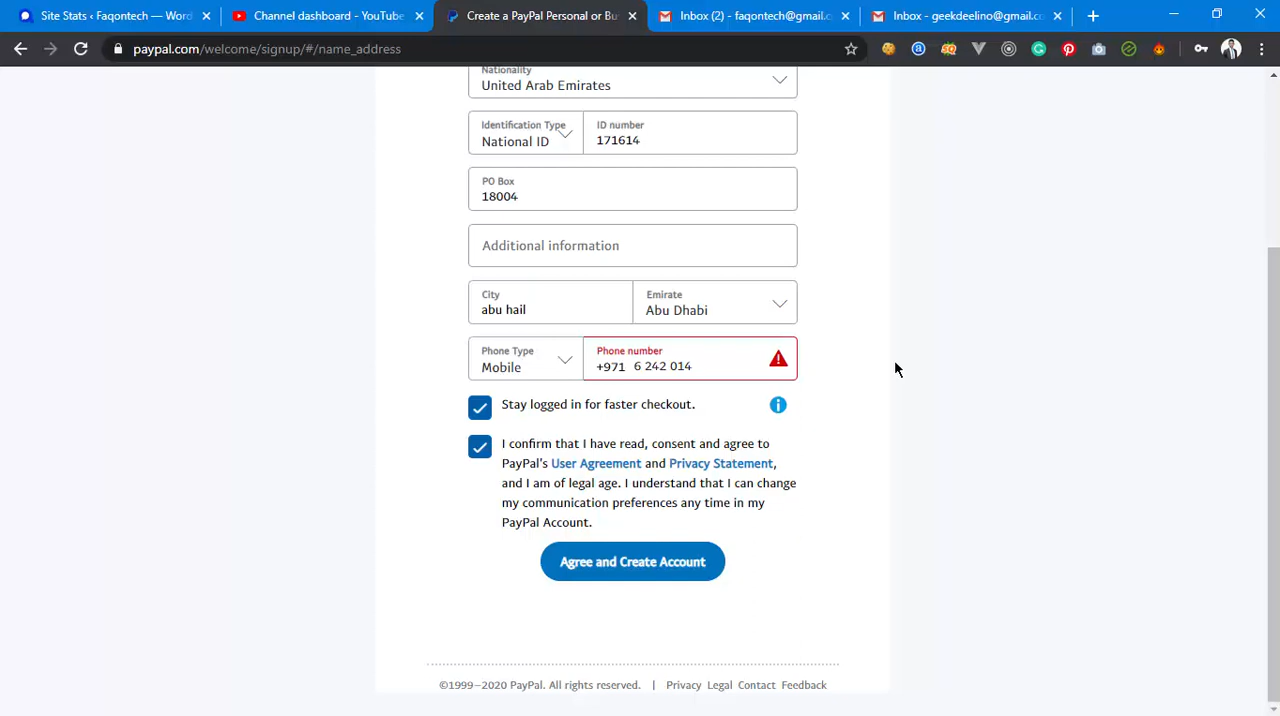 Site Stats ‹ Faqontech — Word
Channel dashboard - YouTube
Create a PayPal Personal or Bu
Inbox (2) - faqontech@gmail.c
Inbox - geekdeelino@gmail.co
paypal.com/welcome/signup/#/name_address
Nationality
United Arab Emirates
Identification Type
National ID
ID number
171614
PO Box
18004
Additional information
City
abu hail
Emirate
Abu Dhabi
Phone Type
Mobile
Phone number
+971 6 242 014
Stay logged in for faster checkout.
I confirm that I have read, consent and agree to
PayPal's User Agreement and Privacy Statement,
and I am of legal age. I understand that I can change
my communication preferences any time in my
PayPal Account.
Agree and Create Account
©1999–2020 PayPal. All rights reserved. | Privacy Legal Contact Feedback